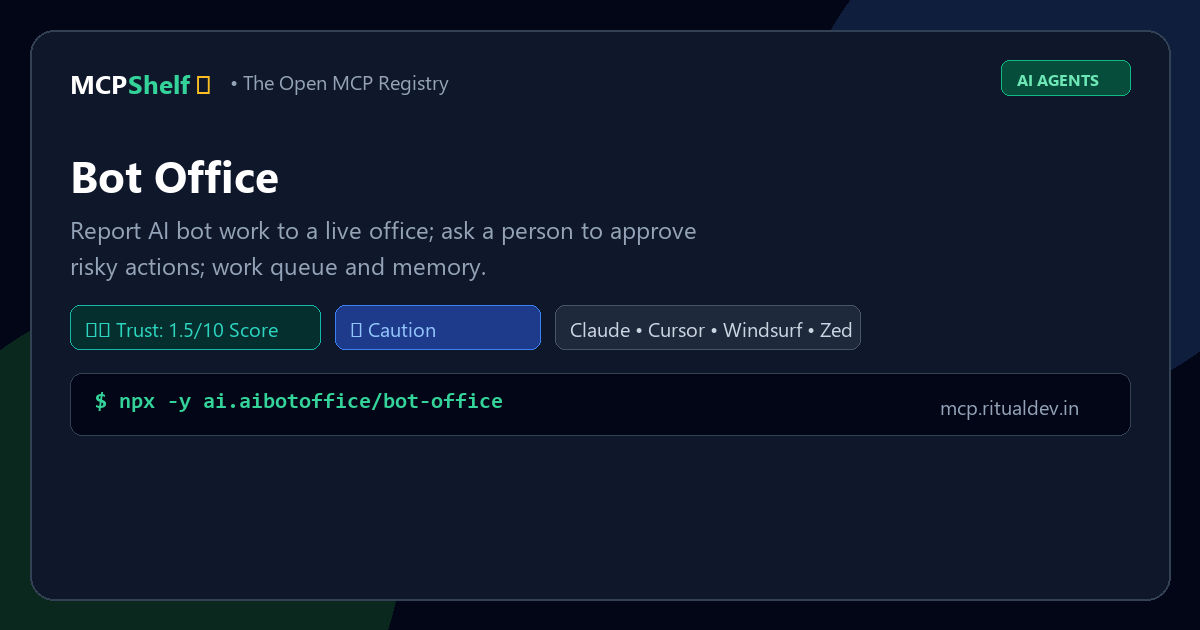 MCPShelf • The Open MCP Registry
AI AGENTS
Bot Office
Report AI bot work to a live office; ask a person to approve
risky actions; work queue and memory.
Trust: 1.5/10 Score
Caution
Claude • Cursor • Windsurf • Zed
$ npx -y ai.aibotoffice/bot-office
mcp.ritualdev.in